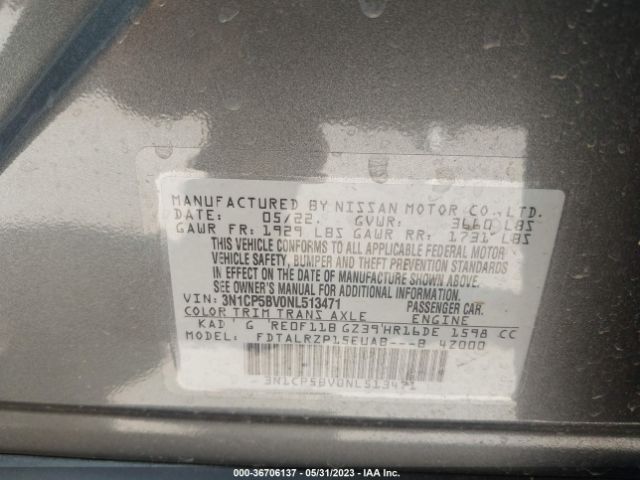 MANUFACTURED BY NISSAN MOTOR CO., LTD.
DATE: 05/22. GVWR: 3660 LBS
GAWR FR: 1929 LBS GAWR RR: 1731 LBS
THIS VEHICLE CONFORMS TO ALL APPLICABLE FEDERAL MOTOR
VEHICLE SAFETY, BUMPER AND THEFT PREVENTION STANDARDS
IN EFFECT ON THE DATE OF MANUFACTURE SHOWN ABOVE.
SEE OWNER'S MANUAL FOR ADDITIONAL INFORMATION
VIN: 3N1CP5BV0NL513471 PASSENGER CAR.
COLOR TRIM TRANS AXLE ENGINE
KAD G RE0F11B GZ39 HR16DE 1598 CC
MODEL: FDTALRZP15EUAB---B 42000
3N1CP5BV0NL513471
000-36706137 - 05/31/2023 - IAA Inc.